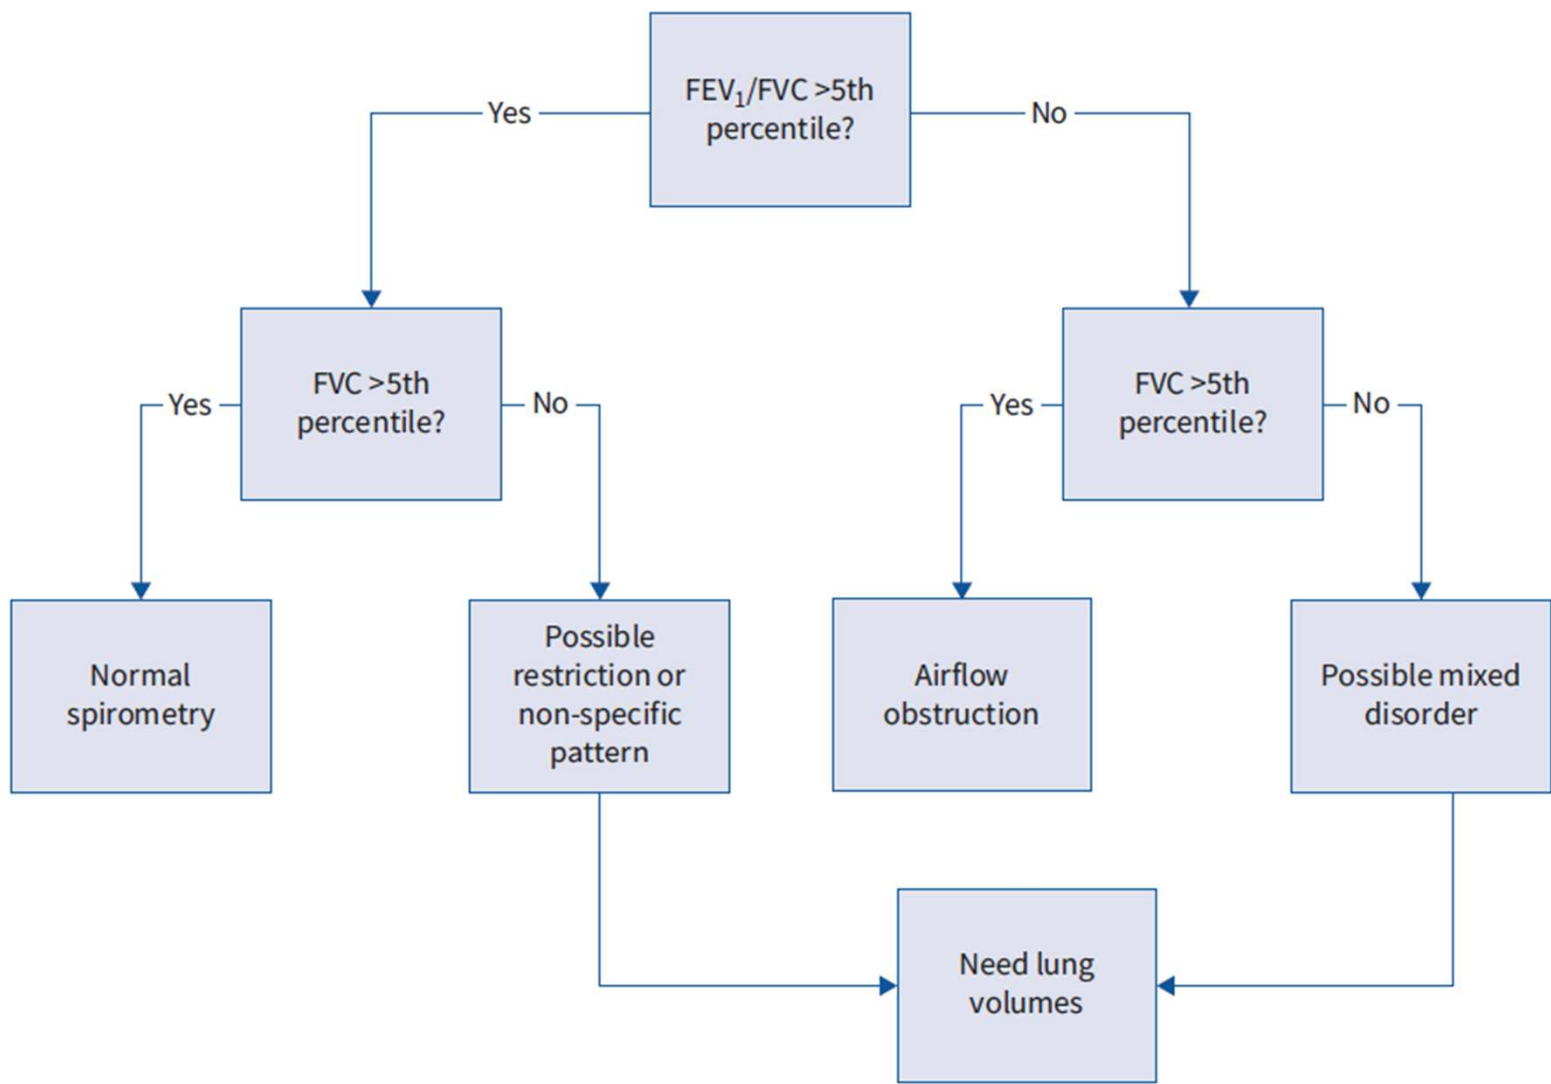 FEV₁/FVC >5th
percentile?
Yes
No
FVC >5th
percentile?
Yes
No
FVC >5th
percentile?
Yes
No
Normal
spirometry
Possible
restriction or
non-specific
pattern
Airflow
obstruction
Possible mixed
disorder
Need lung
volumes